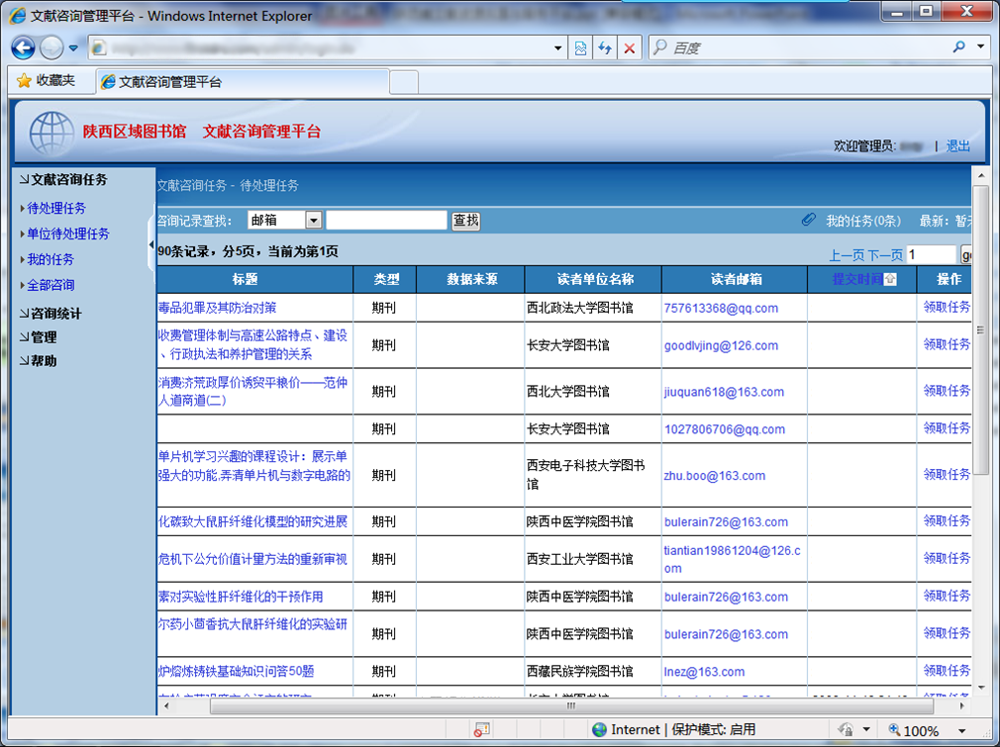 文献咨询管理平台 - Windows Internet Explorer
百度
收藏夹
文献咨询管理平台
陕西区域图书馆 文献咨询管理平台
欢迎管理员:
| 退出
文献咨询任务
待处理任务
单位待处理任务
我的任务
全部咨询
咨询统计
管理
帮助
文献咨询任务 - 待处理任务
咨询记录查找: 邮箱 查找 我的任务(0条) 最新:
90条记录，分5页，当前为第1页
上一页 下一页 1
标题 类型 数据来源 读者单位名称 读者邮箱 提交时间 操作
毒品犯罪及其防治对策 期刊 西北政法大学图书馆 757613368@qq.com 领取任务
收费管理体制与高速公路特点、建设
、行政执法和养护管理的关系 期刊 长安大学图书馆 goodlvjing@126.com 领取任务
消费济荒政厚价诱贸平粮价——范仲
人道商道(二) 期刊 西北大学图书馆 jiuquan618@163.com 领取任务
期刊 长安大学图书馆 1027806706@qq.com 领取任务
单片机学习兴趣的课程设计：展示单
强大的功能,弄清单片机与数字电路的 期刊 西安电子科技大学图书
馆 zhu.boo@163.com 领取任务
化碳致大鼠肝纤维化模型的研究进展 期刊 陕西中医学院图书馆 bulerain726@163.com 领取任务
危机下公允价值计量方法的重新审视 期刊 西安工业大学图书馆 tiantian19861204@126.c
om 领取任务
素对实验性肝纤维化的干预作用 期刊 陕西中医学院图书馆 bulerain726@163.com 领取任务
尔药小茴香抗大鼠肝纤维化的实验研 期刊 陕西中医学院图书馆 bulerain726@163.com 领取任务
炉熔炼铸铁基础知识问答50题 期刊 西藏民族学院图书馆 lnez@163.com 领取任务
Internet | 保护模式: 启用
100%